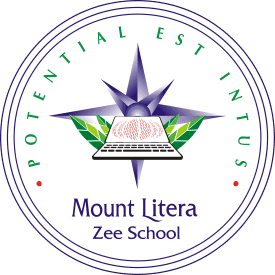 • POTENTIAL EST INTUS •
Mount Litera
Zee School